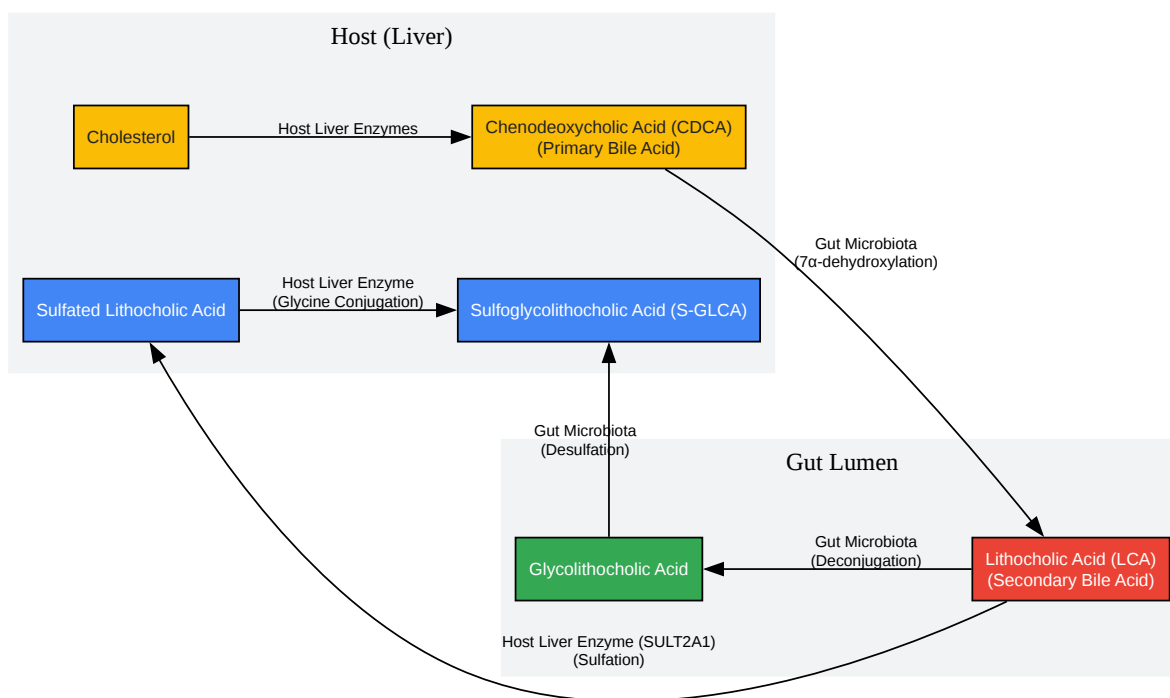 Host (Liver)
Cholesterol
Host Liver Enzymes
Chenodeoxycholic Acid (CDCA)
(Primary Bile Acid)
Gut Microbiota
(7α-dehydroxylation)
Sulfated Lithocholic Acid
Host Liver Enzyme
(Glycine Conjugation)
Sulfoglycolithocholic Acid (S-GLCA)
Gut Microbiota
(Desulfation)
Gut Lumen
Glycolithocholic Acid
Gut Microbiota
(Deconjugation)
Lithocholic Acid (LCA)
(Secondary Bile Acid)
Host Liver Enzyme (SULT2A1)
(Sulfation)